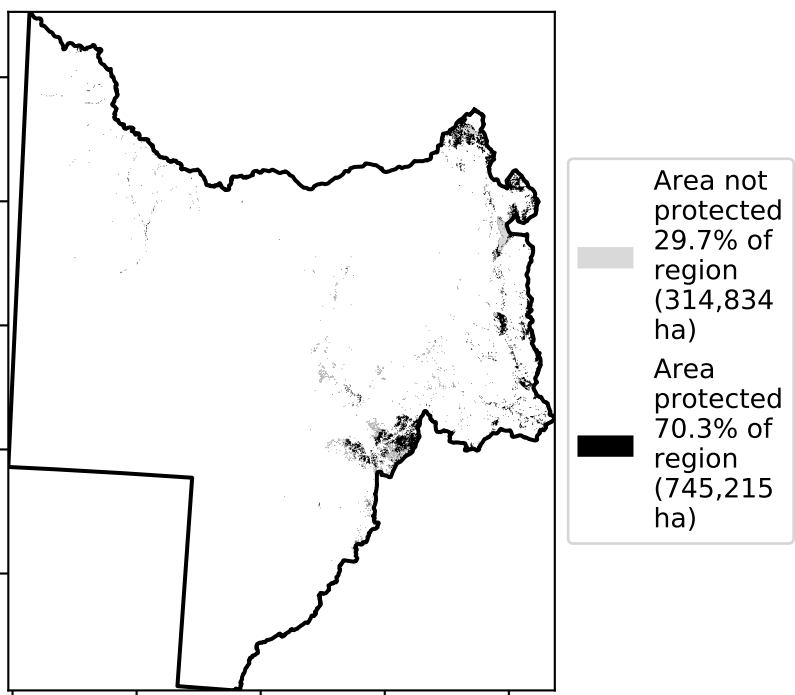 Area not
protected
29.7% of
region
(314,834
ha)
Area
protected
70.3% of
region
(745,215
ha)